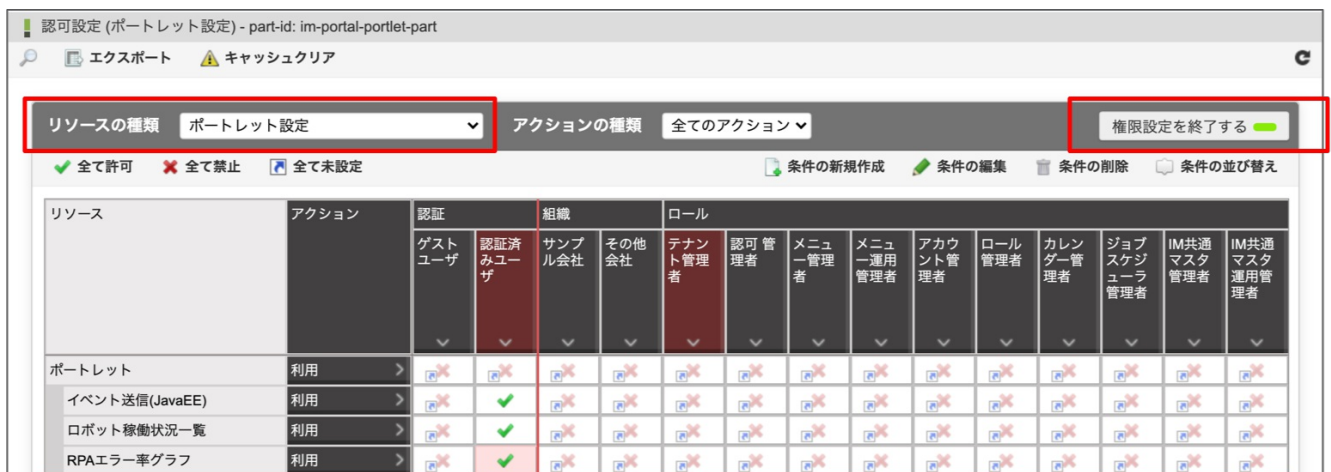 認可設定 (ポートレット設定) - part-id: im-portal-portlet-part
エクスポート キャッシュクリア
リソースの種類 ポートレット設定 アクションの種類 全てのアクション 権限設定を終了する
全て許可 全て禁止 全て未設定 条件の新規作成 条件の編集 条件の削除 条件の並び替え
リソース アクション 認証 組織 ロール
ゲスト 認証済 サンプ その他 テナン 認可 管 メニュ メニュ アカウ ロール カレン ジョブ IM共通 IM共通
ユーザ みユー ル会社 会社 ト管理 理者 ー管理 ー運用 ント管 管理者 ダー管 スケジ マスタ マスタ
ザ 者 者 管理者 理者 理者 ューラ 管理者 運用管
管理者 理者
ポートレット 利用
イベント送信(JavaEE) 利用
ロボット稼働状況一覧 利用
RPAエラー率グラフ 利用